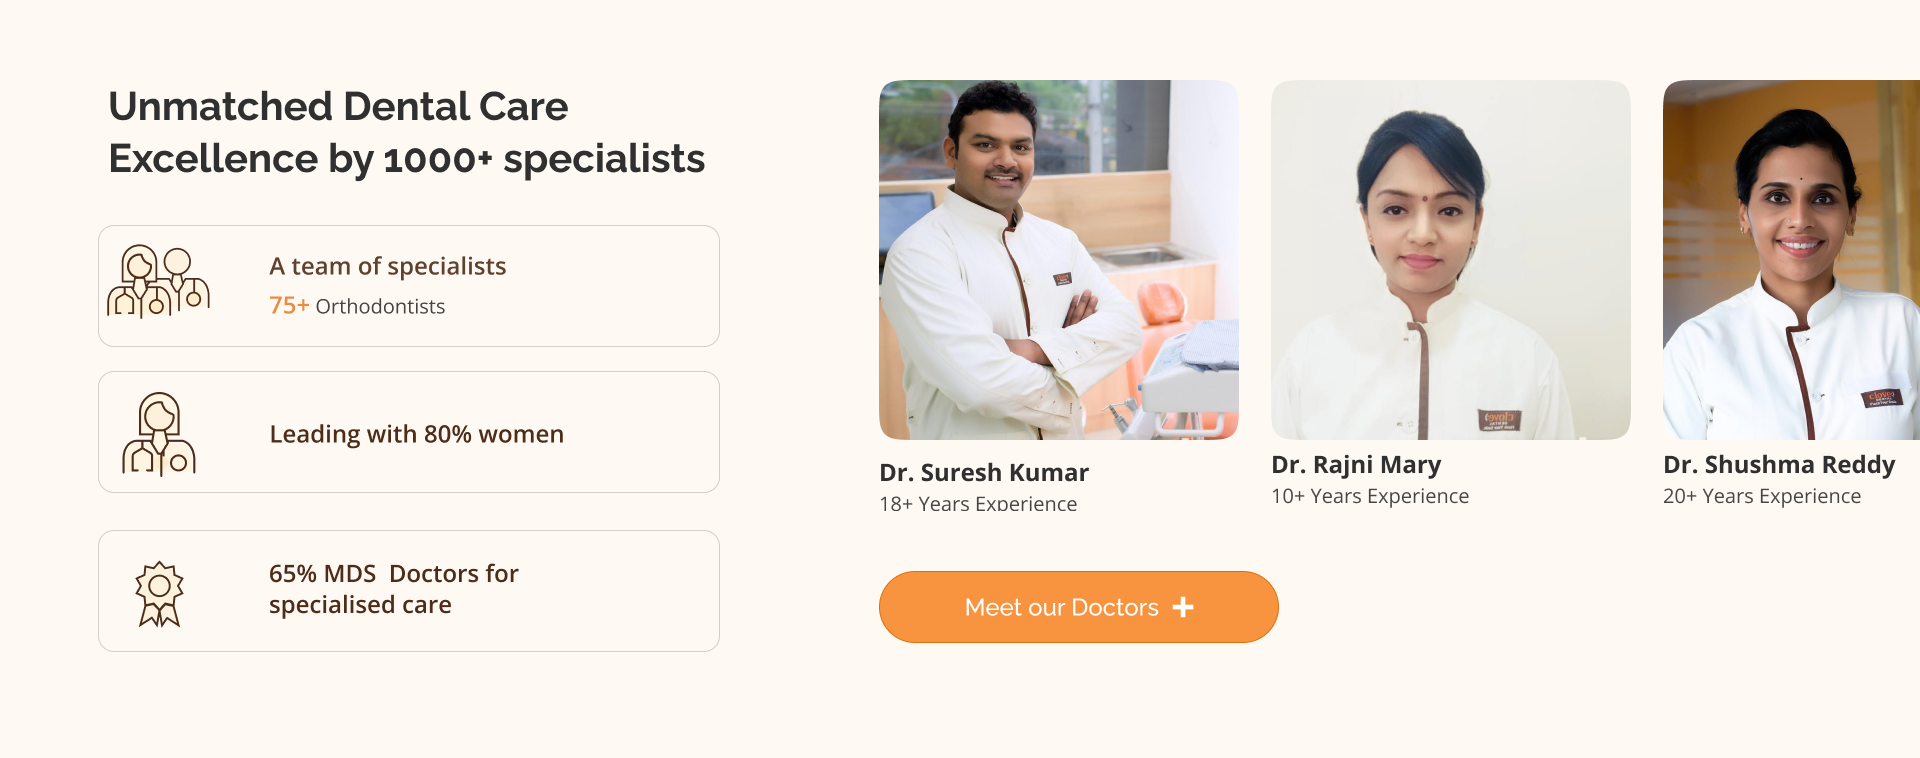 Unmatched Dental Care
Excellence by 1000+ specialists
A team of specialists
75+ Orthodontists
Leading with 80% women
65% MDS Doctors for
specialised care
Dr. Suresh Kumar
18+ Years Experience
Dr. Rajni Mary
10+ Years Experience
Dr. Shushma Reddy
20+ Years Experience
Meet our Doctors